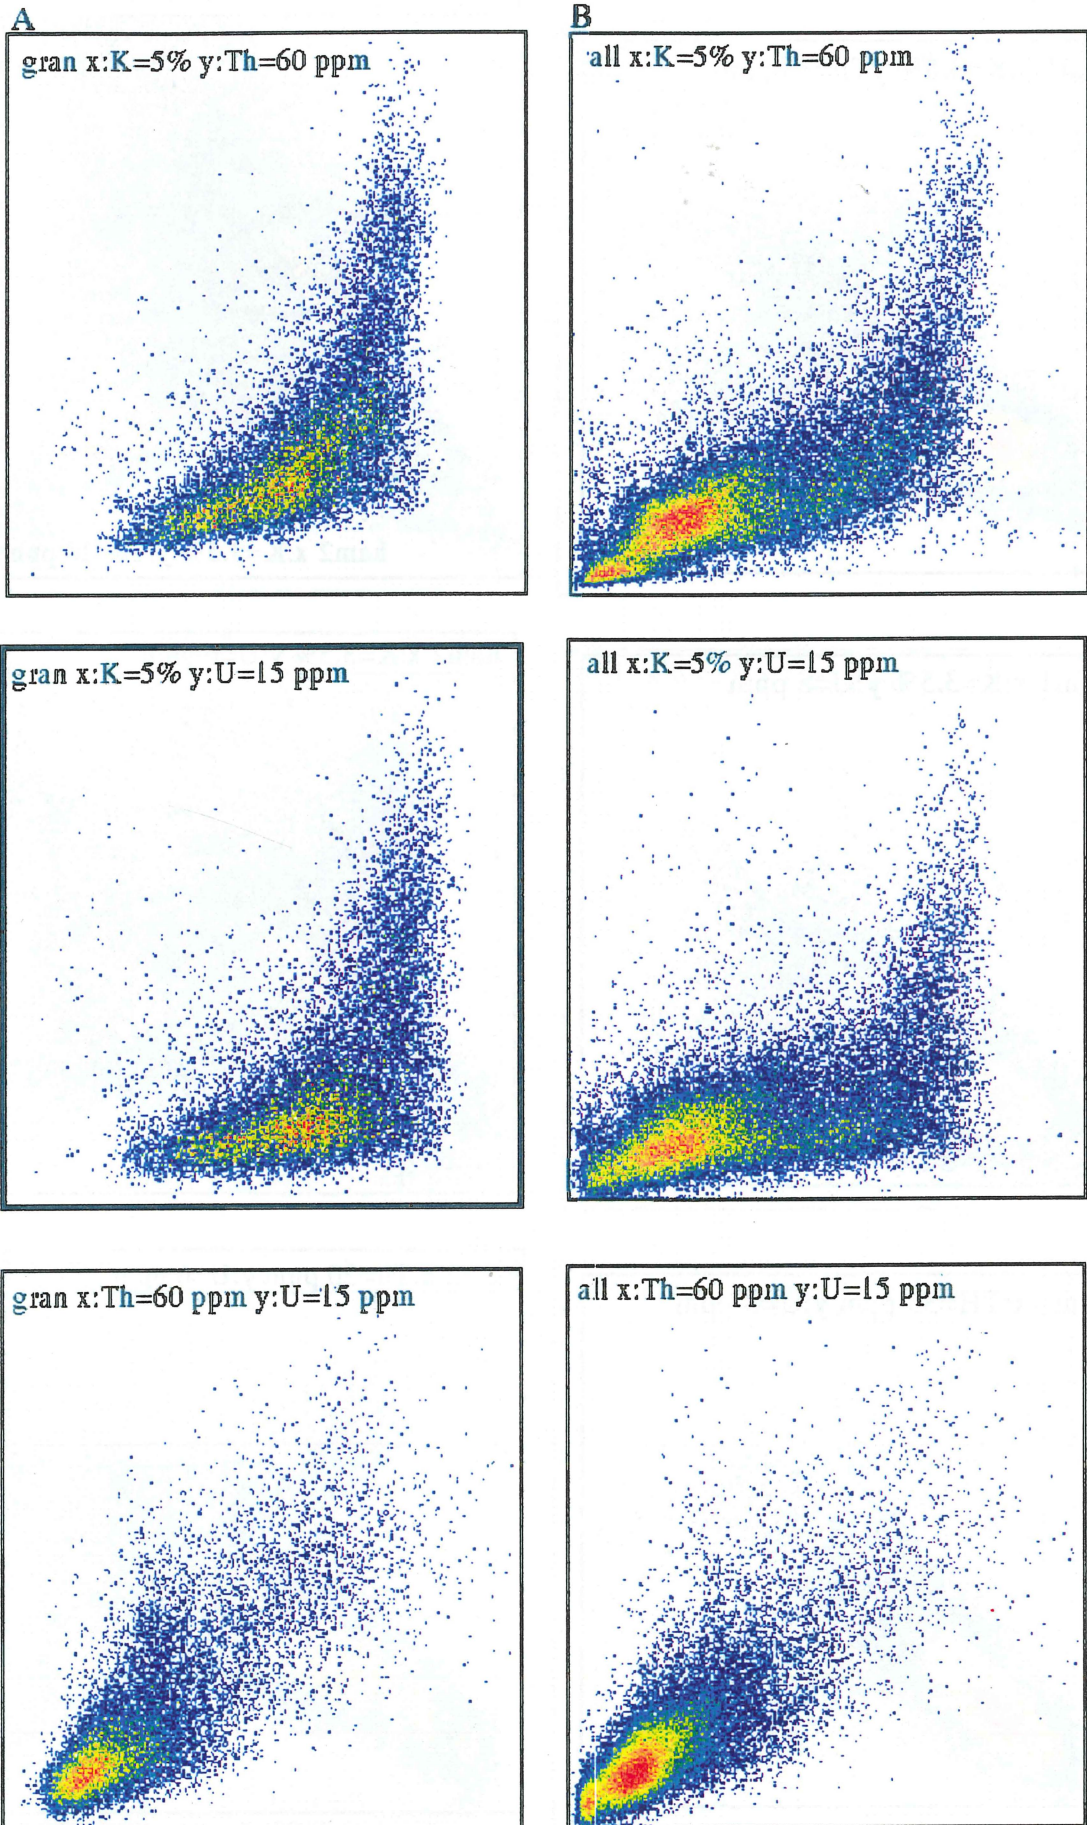 A
B
gran x:K=5% y:Th=60 ppm
all x:K=5% y:Th=60 ppm
gran x:K=5% y:U=15 ppm
all x:K=5% y:U=15 ppm
gran x:Th=60 ppm y:U=15 ppm
all x:Th=60 ppm y:U=15 ppm